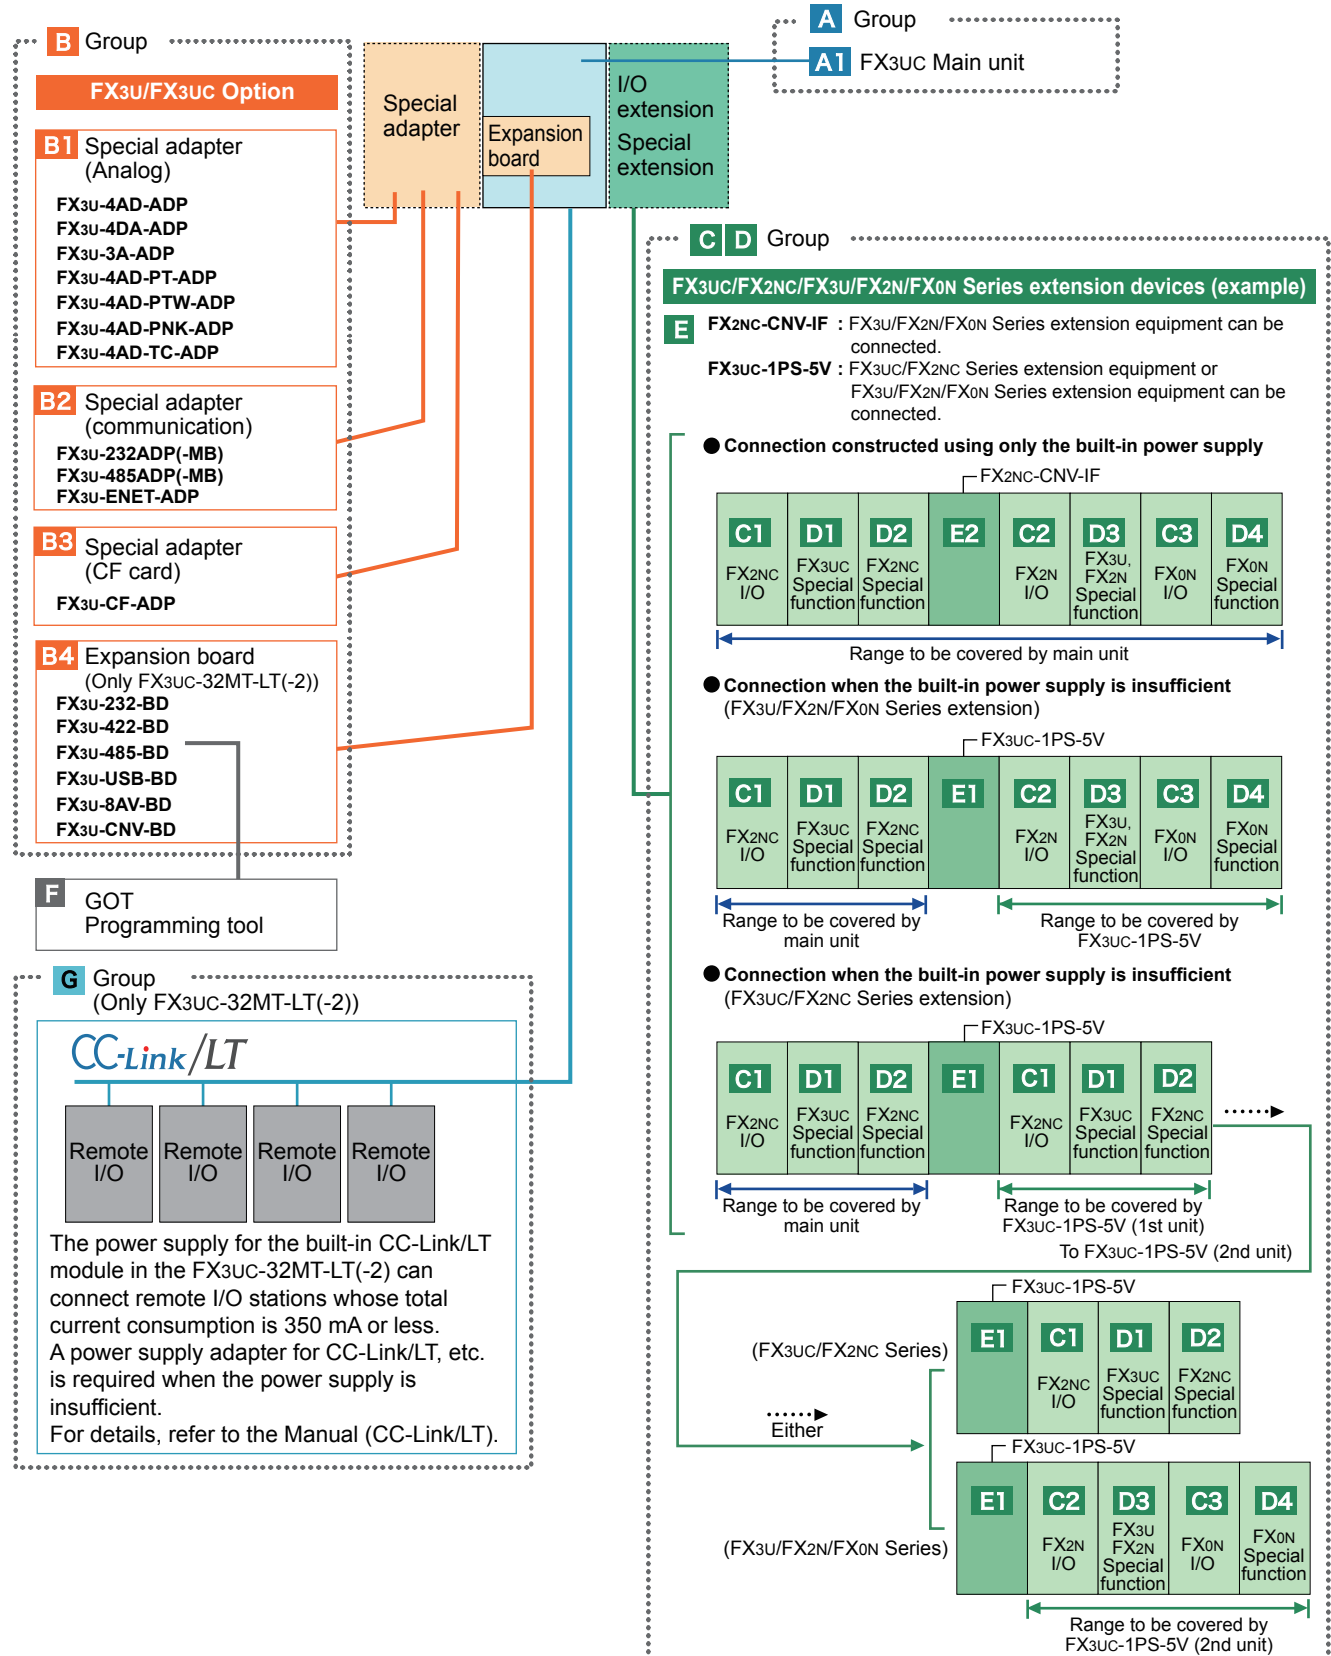 A Group
A1 FX3UC Main unit
B Group
FX3U/FX3UC Option
B1 Special adapter
(Analog)
FX3U-4AD-ADP
FX3U-4DA-ADP
FX3U-3A-ADP
FX3U-4AD-PT-ADP
FX3U-4AD-PTW-ADP
FX3U-4AD-PNK-ADP
FX3U-4AD-TC-ADP
B2 Special adapter
(communication)
FX3U-232ADP(-MB)
FX3U-485ADP(-MB)
FX3U-ENET-ADP
B3 Special adapter
(CF card)
FX3U-CF-ADP
B4 Expansion board
(Only FX3UC-32MT-LT(-2))
FX3U-232-BD
FX3U-422-BD
FX3U-485-BD
FX3U-USB-BD
FX3U-8AV-BD
FX3U-CNV-BD
F GOT
Programming tool
Special
adapter
Expansion
board
I/O
extension
Special
extension
G Group
(Only FX3UC-32MT-LT(-2))
CC-Link/LT
Remote
I/O
Remote
I/O
Remote
I/O
Remote
I/O
The power supply for the built-in CC-Link/LT
module in the FX3UC-32MT-LT(-2) can
connect remote I/O stations whose total
current consumption is 350 mA or less.
A power supply adapter for CC-Link/LT, etc.
is required when the power supply is
insufficient.
For details, refer to the Manual (CC-Link/LT).
C D Group
FX3UC/FX2NC/FX3U/FX2N/FX0N Series extension devices (example)
E FX2NC-CNV-IF : FX3U/FX2N/FX0N Series extension equipment can be
connected.
FX3UC-1PS-5V : FX3UC/FX2NC Series extension equipment or
FX3U/FX2N/FX0N Series extension equipment can be
connected.
● Connection constructed using only the built-in power supply
FX2NC-CNV-IF
C1 D1 D2 E2 C2 D3 C3 D4
FX2NC
I/O
FX3UC
Special
function
FX2NC
Special
function
FX2N
I/O
FX3U,
FX2N
Special
function
FX0N
I/O
FX0N
Special
function
Range to be covered by main unit
● Connection when the built-in power supply is insufficient
(FX3U/FX2N/FX0N Series extension)
FX3UC-1PS-5V
C1 D1 D2 E1 C2 D3 C3 D4
FX2NC
I/O
FX3UC
Special
function
FX2NC
Special
function
FX2N
I/O
FX3U,
FX2N
Special
function
FX0N
I/O
FX0N
Special
function
Range to be covered by
main unit
Range to be covered by
FX3UC-1PS-5V
● Connection when the built-in power supply is insufficient
(FX3UC/FX2NC Series extension)
FX3UC-1PS-5V
C1 D1 D2 E1 C1 D1 D2
FX2NC
I/O
FX3UC
Special
function
FX2NC
Special
function
FX2NC
I/O
FX3UC
Special
function
FX2NC
Special
function
Range to be covered by
main unit
Range to be covered by
FX3UC-1PS-5V (1st unit)
To FX3UC-1PS-5V (2nd unit)
FX3UC-1PS-5V
(FX3UC/FX2NC Series)
E1 C1 D1 D2
FX2NC
I/O
FX3UC
Special
function
FX2NC
Special
function
Either
FX3UC-1PS-5V
(FX3U/FX2N/FX0N Series)
E1 C2 D3 C3 D4
FX2N
I/O
FX3U
FX2N
Special
function
FX0N
I/O
FX0N
Special
function
Range to be covered by
FX3UC-1PS-5V (2nd unit)